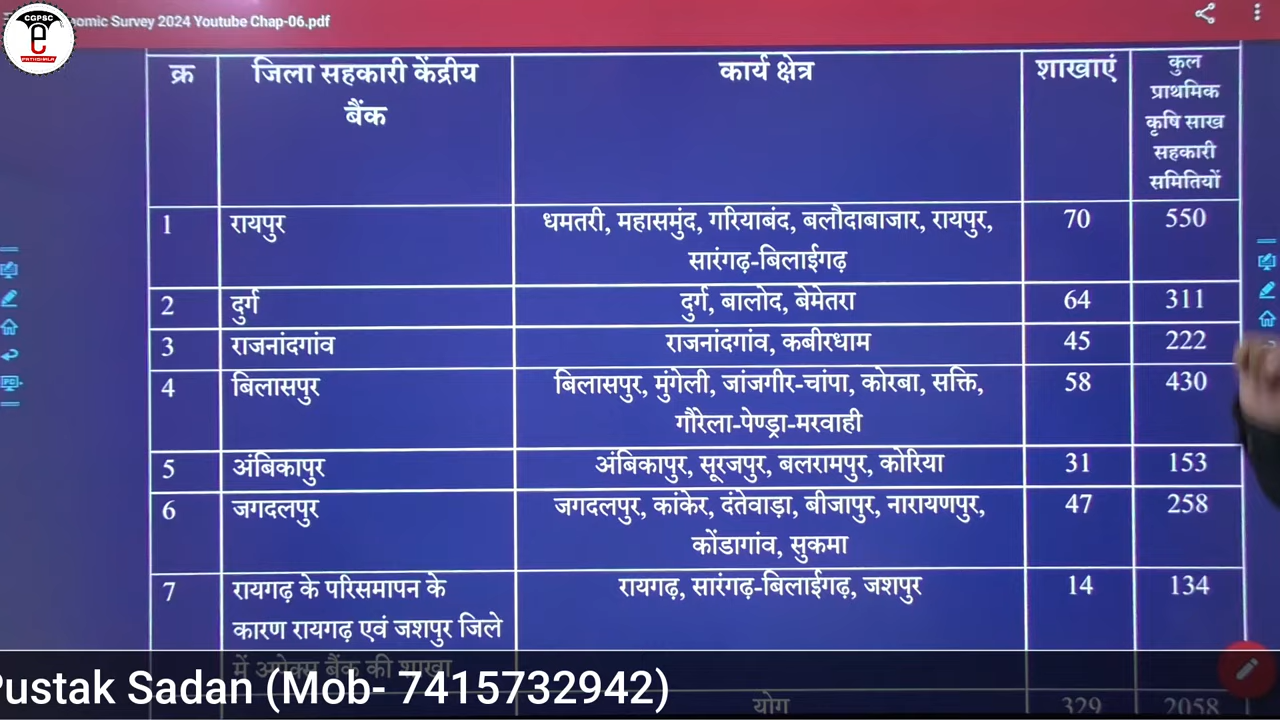 CGPSC
e
PATHSHALA
nomic Survey 2024 Youtube Chap-06.pdf
क्र
जिला सहकारी केंद्रीय
बैंक
कार्य क्षेत्र
शाखाएं
कुल
प्राथमिक
कृषि साख
सहकारी
समितियों
1
रायपुर
धमतरी, महासमुंद, गरियाबंद, बलौदाबाजार, रायपुर,
सारंगढ़-बिलाईगढ़
70
550
2
दुर्ग
दुर्ग, बालोद, बेमेतरा
64
311
3
राजनांदगांव
राजनांदगांव, कबीरधाम
45
222
4
बिलासपुर
बिलासपुर, मुंगेली, जांजगीर-चांपा, कोरबा, सक्ति,
गौरेला-पेण्ड्रा-मरवाही
58
430
5
अंबिकापुर
अंबिकापुर, सूरजपुर, बलरामपुर, कोरिया
31
153
6
जगदलपुर
जगदलपुर, कांकेर, दंतेवाड़ा, बीजापुर, नारायणपुर,
कोंडागांव, सुकमा
47
258
7
रायगढ़ के परिसमापन के
कारण रायगढ़ एवं जशपुर जिले
में अपेक्स बैंक की शाखा
रायगढ़, सारंगढ़-बिलाईगढ़, जशपुर
14
134
योग
329
2058
Pustak Sadan (Mob- 7415732942)